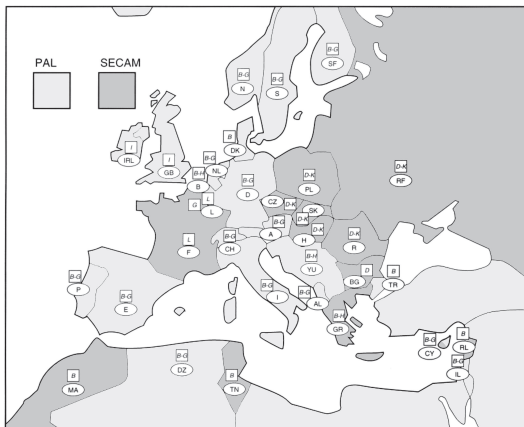 PAL
SECAM
B-G
SF
B-G
N
B-G
S
B
DK
I
IRL
I
GB
B-G
NL
B-H
B
B-G
D
D-K
PL
D-K
RF
G
L
L
CZ
D-K
SK
D-K
L
F
B-G
CH
B-G
A
D-K
H
D-K
R
B-H
YU
D
BG
B
TR
B-G
P
B-G
E
B-G
I
B-G
AL
B-H
GR
B-G
CY
B
RL
B-G
IL
B
MA
B-G
DZ
B
TN